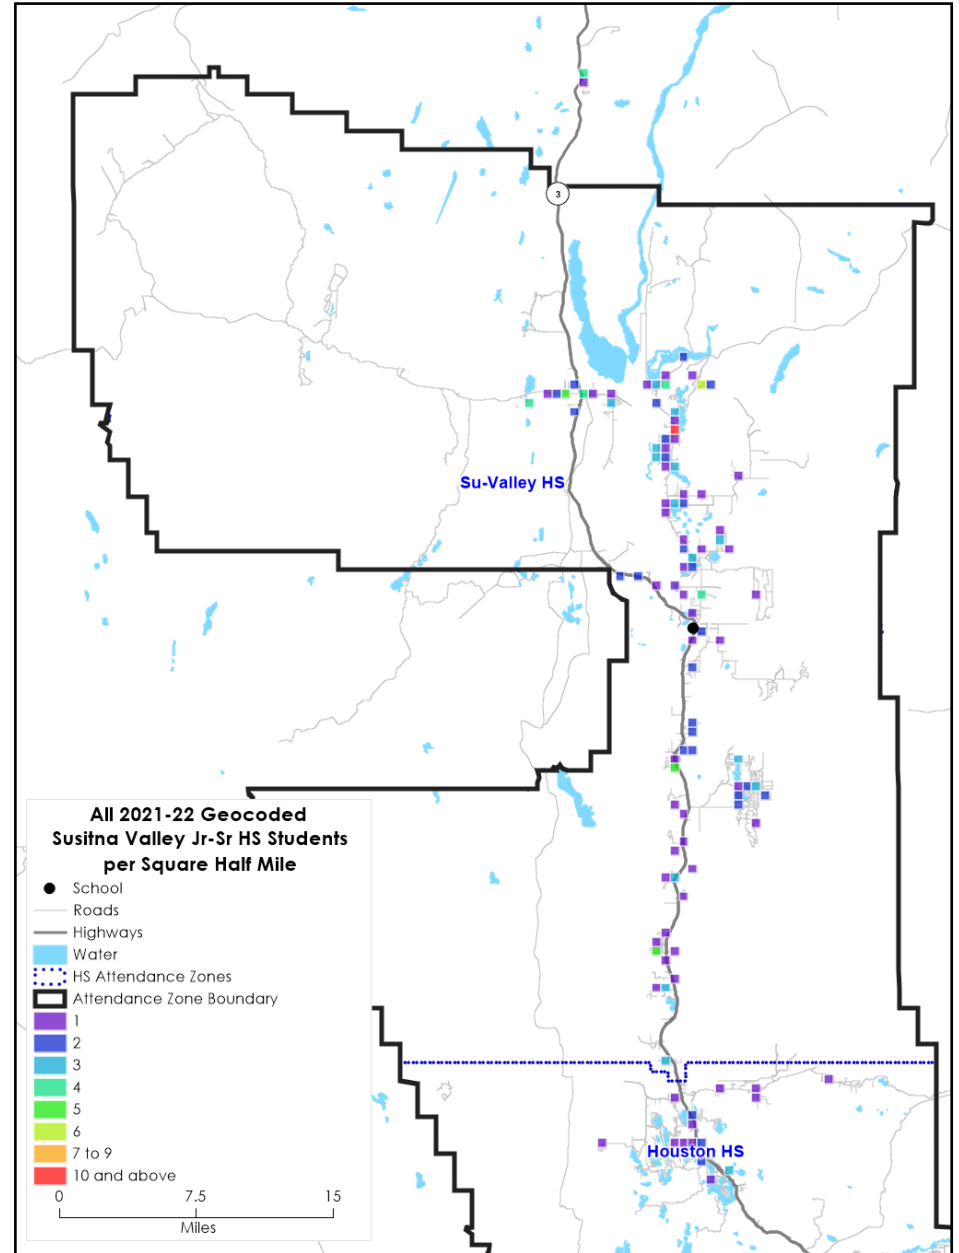 3
Su-Valley HS
All 2021-22 Geocoded
Susitna Valley Jr-Sr HS Students
per Square Half Mile
School
Roads
Highways
Water
HS Attendance Zones
Attendance Zone Boundary
1
2
3
4
5
6
7 to 9
10 and above
0 7.5 15
Miles
Houston HS